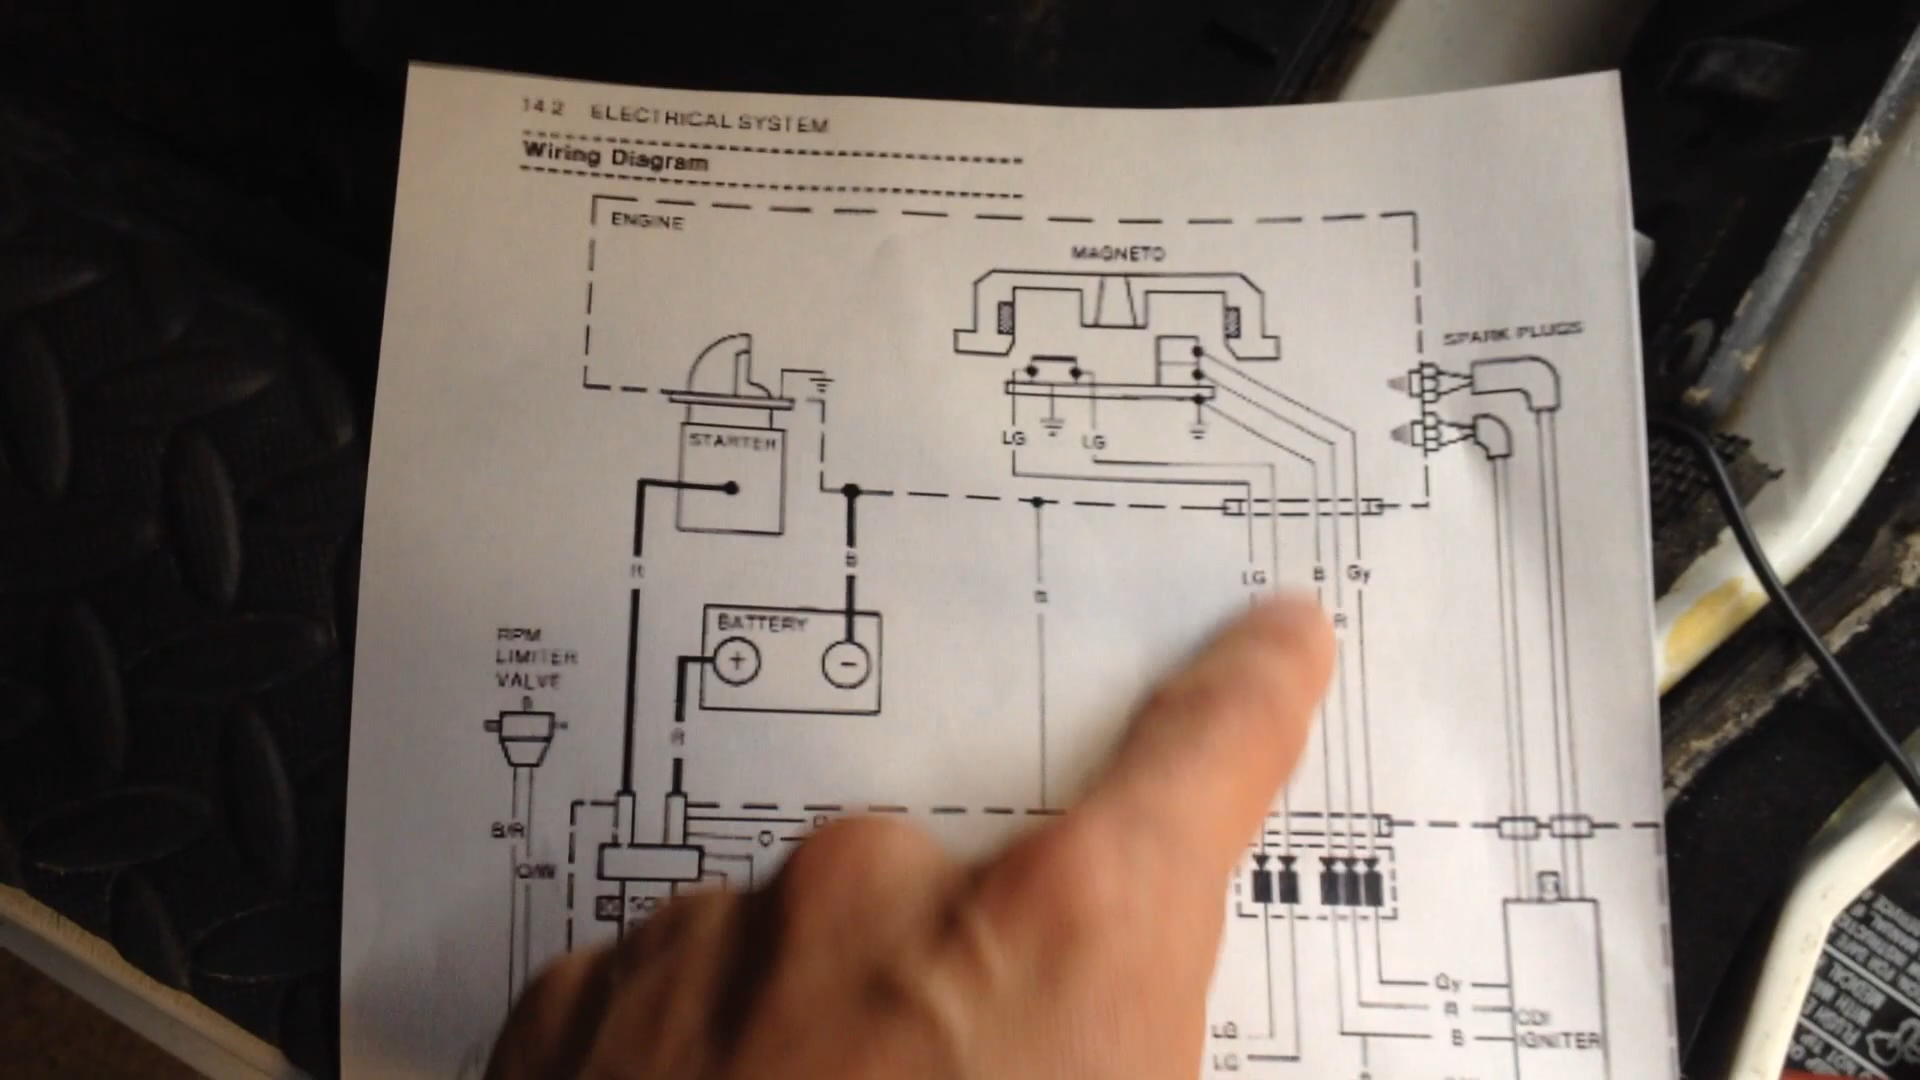 14.2 ELECTRICAL SYSTEM
Wiring Diagram
ENGINE
MAGNETO
SPARK PLUGS
STARTER
LG
LG
R
B
B
LG
B
Gy
R
BATTERY
+
-
RPM
LIMITER
VALVE
R
B/R
O
O/W
Gy
R
B
LG
LG
CDI
IGNITER